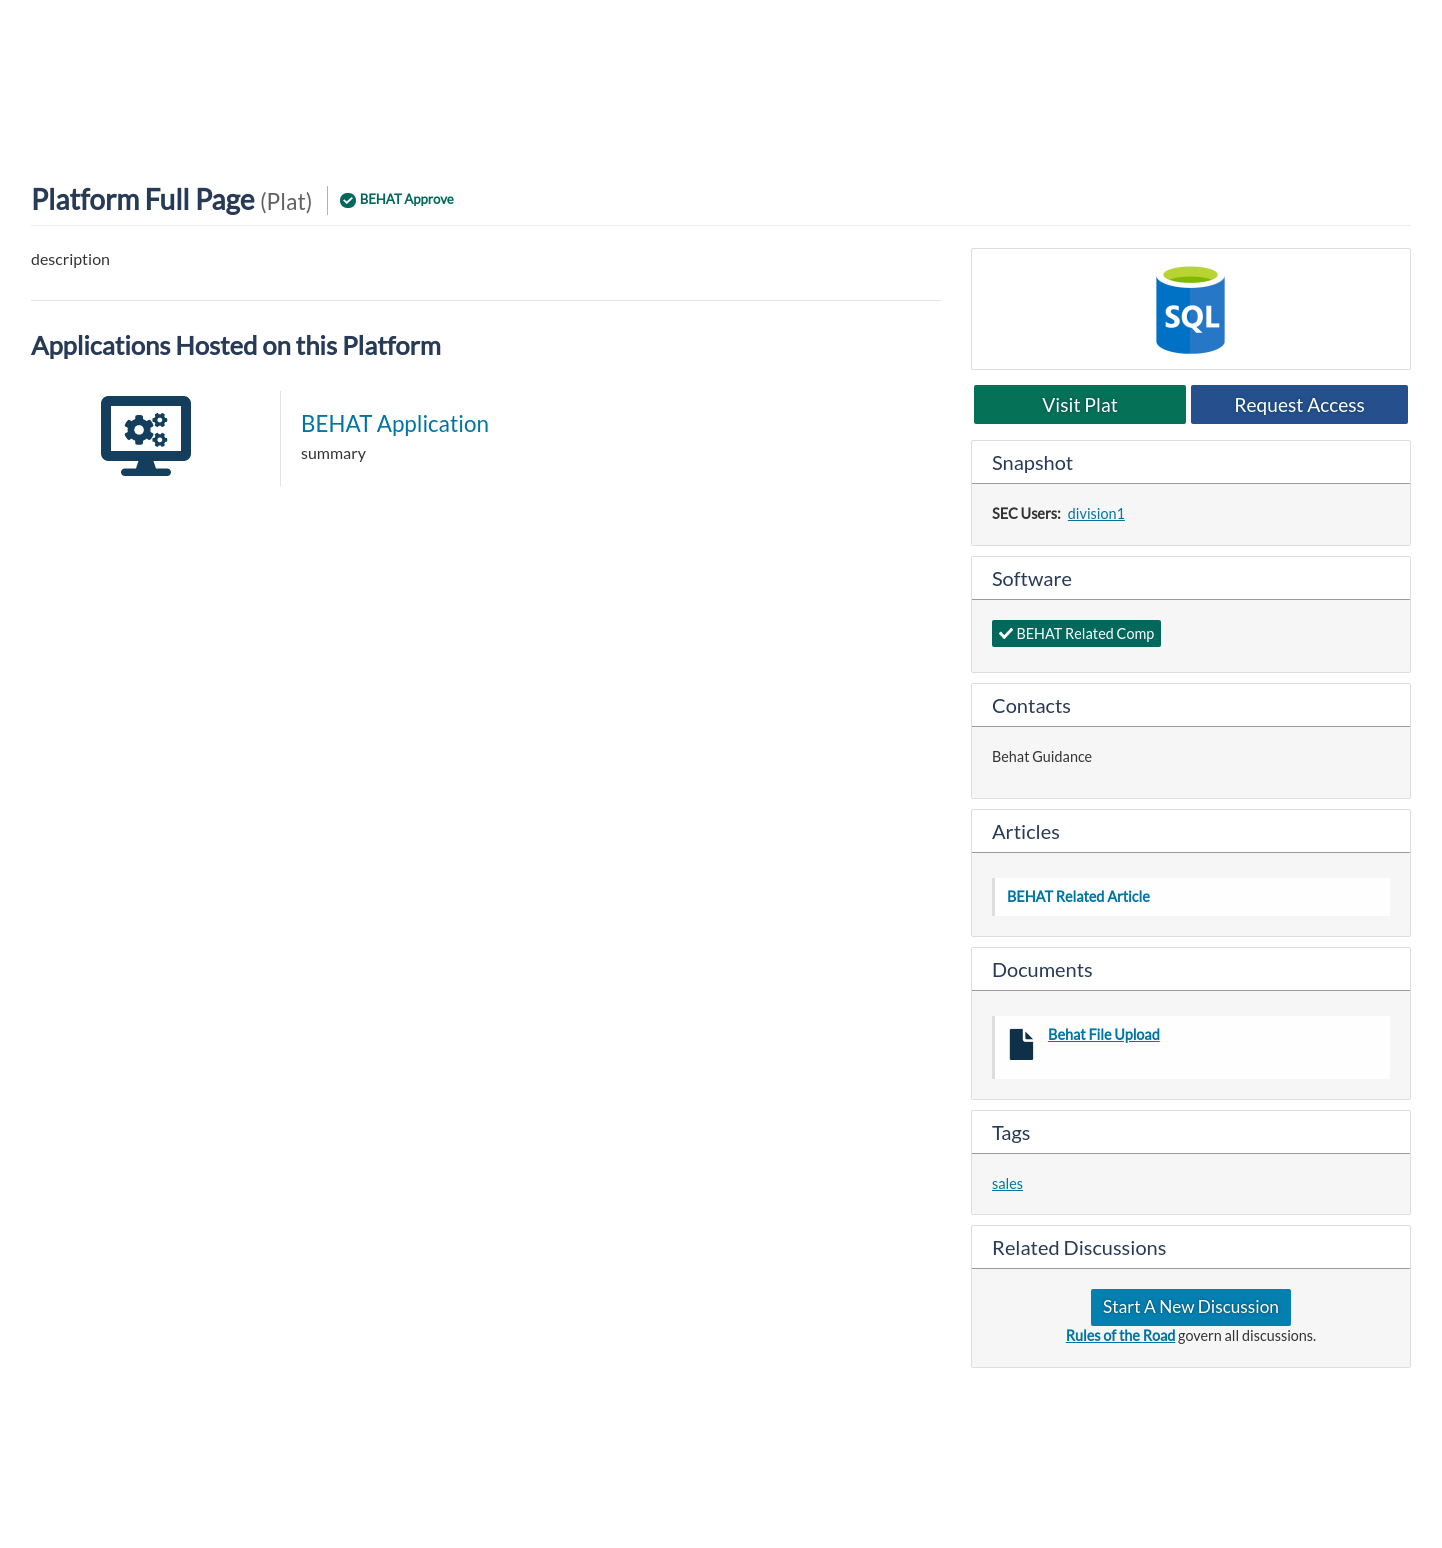 Platform Full Page (Plat) BEHAT Approve
description
Applications Hosted on this Platform
BEHAT Application
summary
SQL
Visit Plat
Request Access
Snapshot
SEC Users: division1
Software
BEHAT Related Comp
Contacts
Behat Guidance
Articles
BEHAT Related Article
Documents
Behat File Upload
Tags
sales
Related Discussions
Start A New Discussion
Rules of the Road govern all discussions.